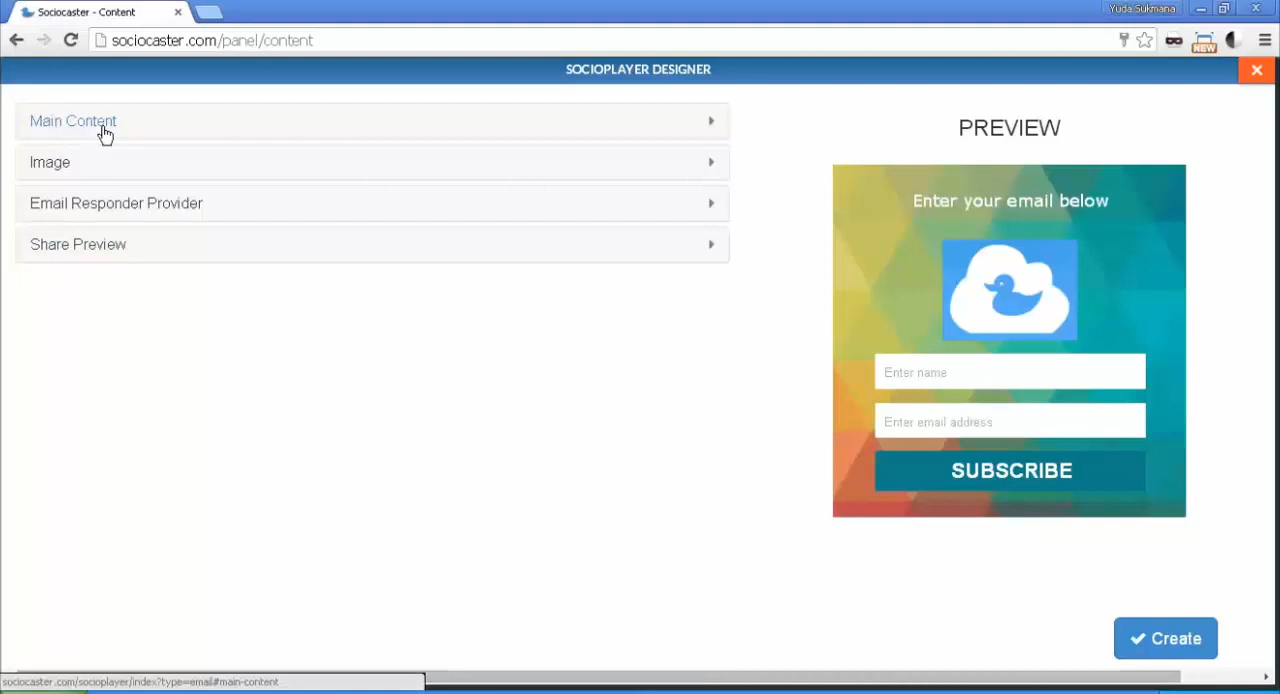 Sociocaster - Content
Yuda Sukmana
sociocaster.com/panel/content
NEW
SOCIOPLAYER DESIGNER
Main Content
Image
Email Responder Provider
Share Preview
PREVIEW
Enter your email below
Enter name
Enter email address
SUBSCRIBE
Create
sociocaster.com/socioplayer/index?type=email#main-content